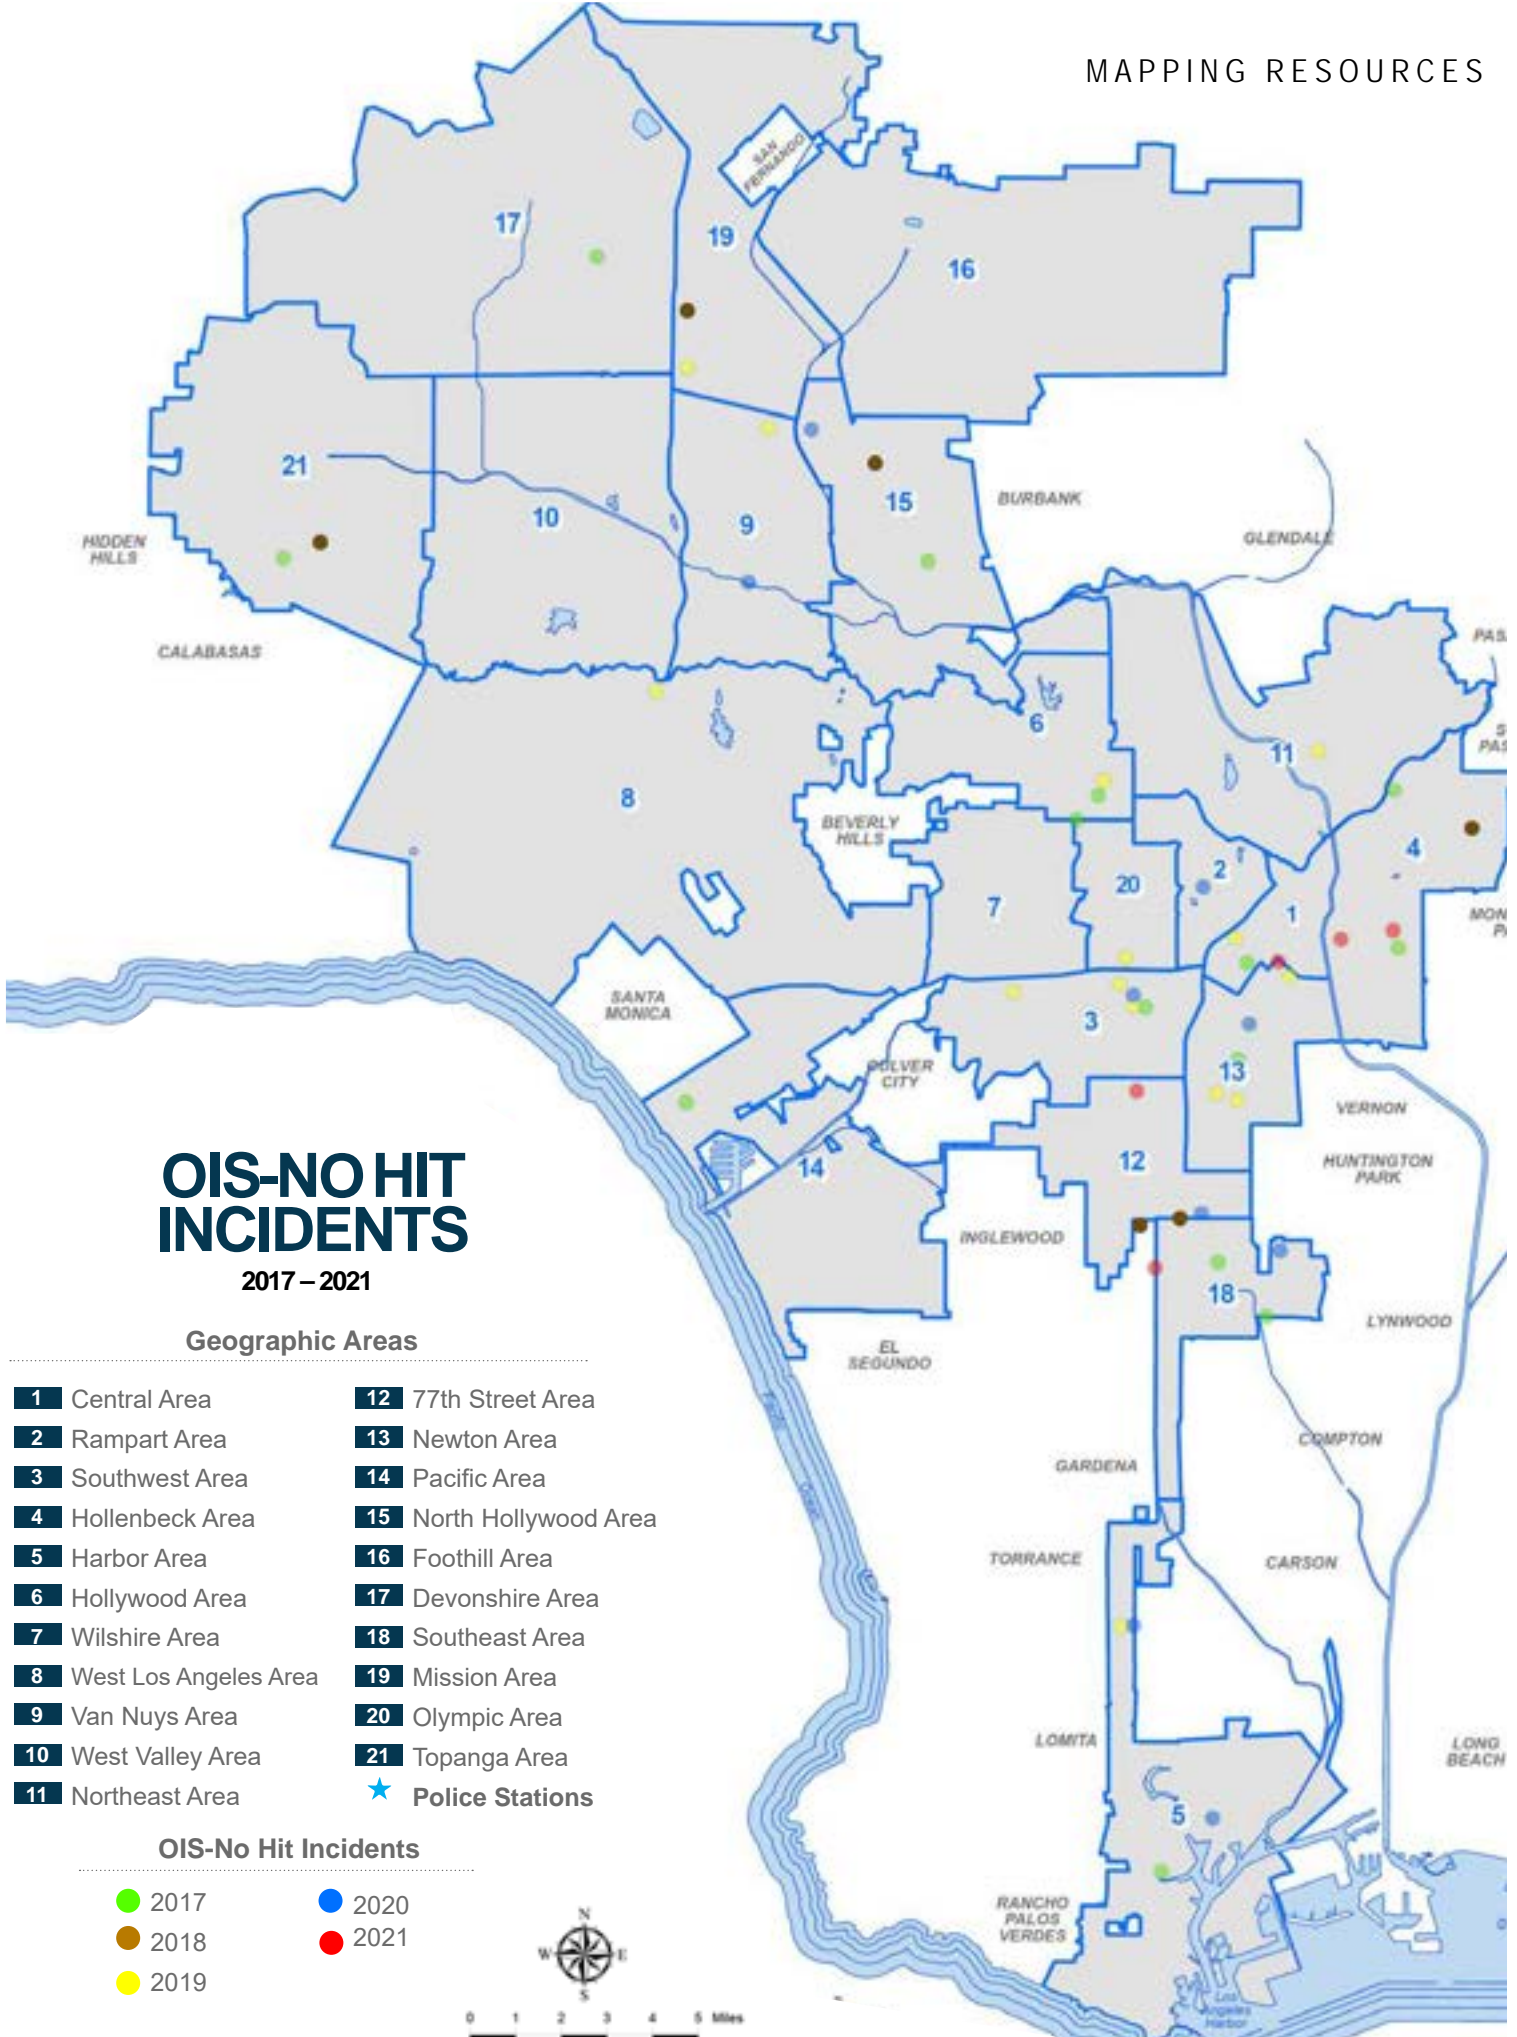 MAPPING RESOURCES
SAN
FERNANDO
17
19
16
21
10
9
15
BURBANK
GLENDALE
HIDDEN
HILLS
CALABASAS
PAS
6
11
S
PAS
8
BEVERLY
HILLS
4
2
20
7
1
MON
P
SANTA
MONICA
3
CULVER
CITY
13
VERNON
12
14
HUNTINGTON
PARK
INGLEWOOD
18
LYNWOOD
EL
SEGUNDO
COMPTON
GARDENA
TORRANCE
CARSON
LOMITA
LONG
BEACH
5
RANCHO
PALOS
VERDES
Los
Angeles
Harbor
Pacific
Ocean
OIS-NO HIT
INCIDENTS
2017 – 2021
Geographic Areas
1 Central Area
2 Rampart Area
3 Southwest Area
4 Hollenbeck Area
5 Harbor Area
6 Hollywood Area
7 Wilshire Area
8 West Los Angeles Area
9 Van Nuys Area
10 West Valley Area
11 Northeast Area
12 77th Street Area
13 Newton Area
14 Pacific Area
15 North Hollywood Area
16 Foothill Area
17 Devonshire Area
18 Southeast Area
19 Mission Area
20 Olympic Area
21 Topanga Area
Police Stations
OIS-No Hit Incidents
2017
2018
2019
2020
2021
N
W E
S
0 1 2 3 4 5 Miles